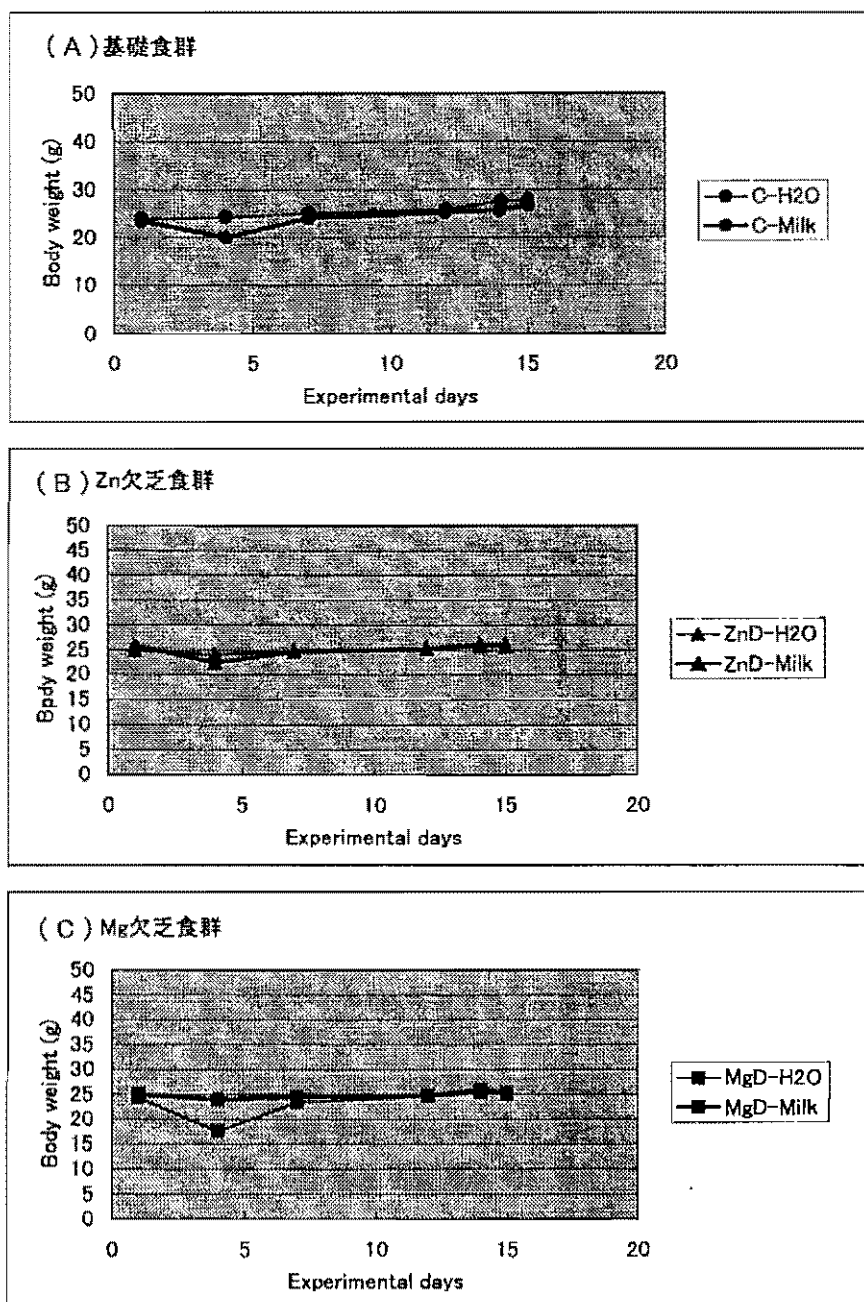 (A)基礎食群
50
40
30
20
10
0
Body weight (g)
0 5 10 15 20
Experimental days
C-H2O
C-Milk
(B)Zn欠乏食群
50
45
40
35
30
25
20
15
10
5
0
Bpdy weight (g)
0 5 10 15 20
Experimental days
ZnD-H2O
ZnD-Milk
(C)Mg欠乏食群
50
45
40
35
30
25
20
15
10
5
0
Body weight (g)
0 5 10 15 20
Experimental days
MgD-H2O
MgD-Milk